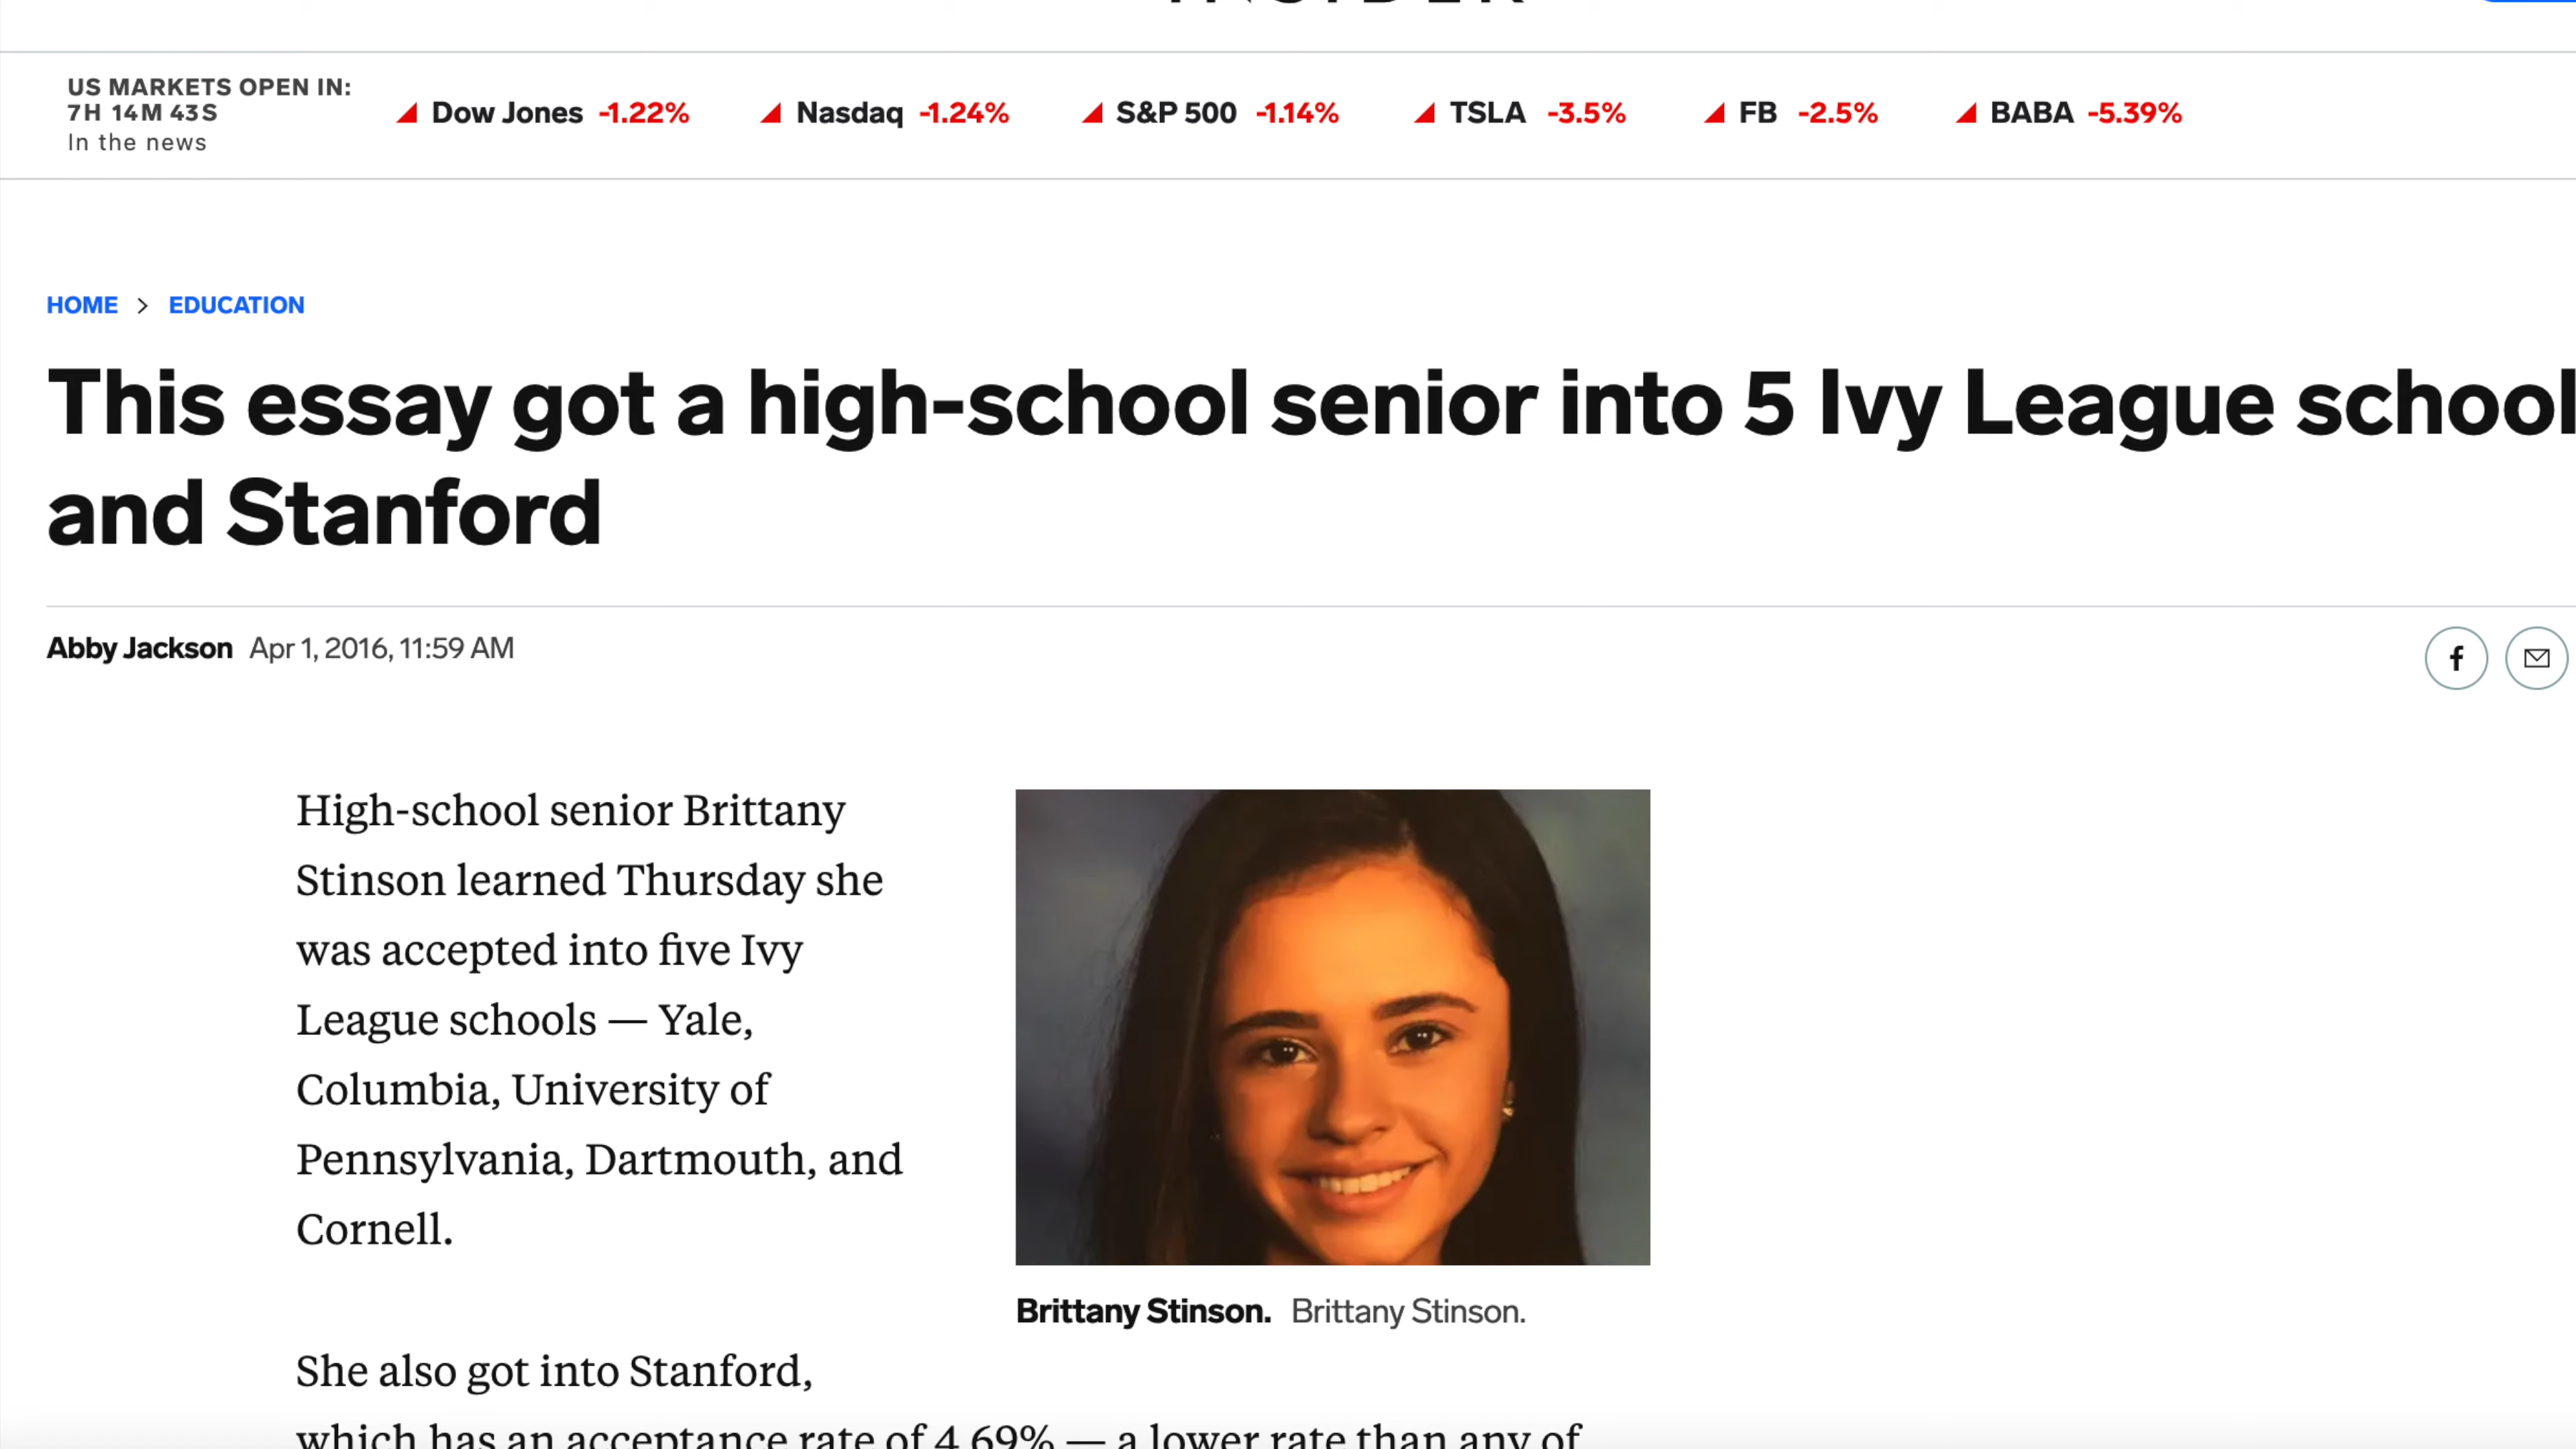 INSIDER
US MARKETS OPEN IN:
7H 14M 43S
In the news
Dow Jones -1.22% Nasdaq -1.24% S&P 500 -1.14% TSLA -3.5% FB -2.5% BABA -5.39%
HOME > EDUCATION
This essay got a high-school senior into 5 Ivy League school
and Stanford
Abby Jackson Apr 1, 2016, 11:59 AM
f
High-school senior Brittany
Stinson learned Thursday she
was accepted into five Ivy
League schools — Yale,
Columbia, University of
Pennsylvania, Dartmouth, and
Cornell.
Brittany Stinson. Brittany Stinson.
She also got into Stanford,
which has an acceptance rate of 4.69% — a lower rate than any of